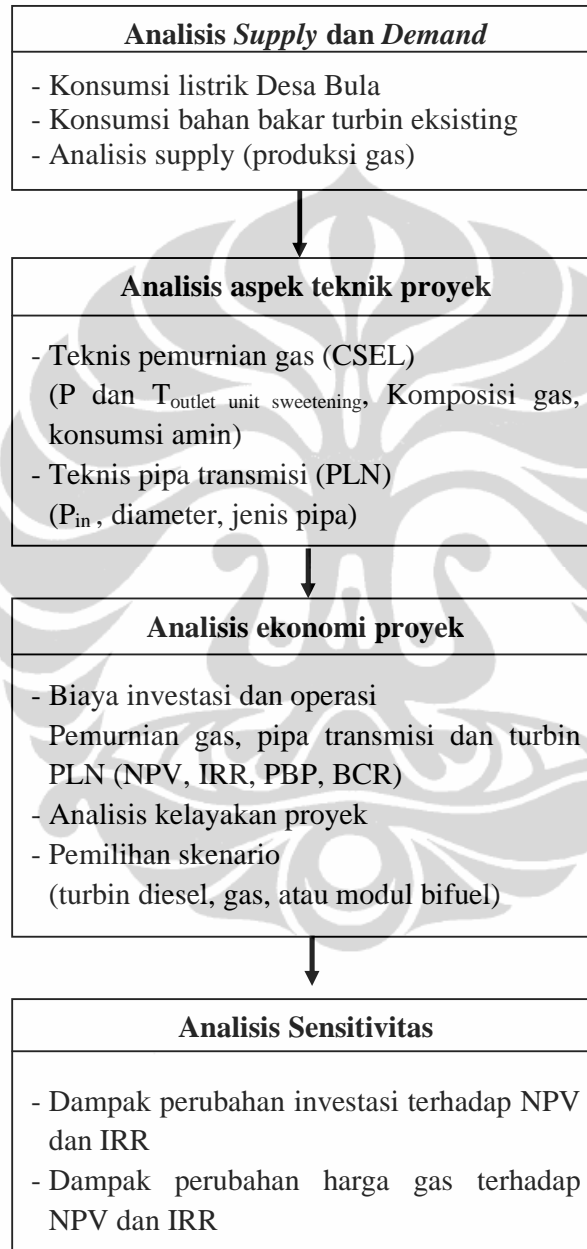 Analisis Supply dan Demand
- Konsumsi listrik Desa Bula
- Konsumsi bahan bakar turbin eksisting
- Analisis supply (produksi gas)
Analisis aspek teknik proyek
- Teknis pemurnian gas (CSEL)
(P dan Toutlet unit sweetening, Komposisi gas,
konsumsi amin)
- Teknis pipa transmisi (PLN)
(Pin , diameter, jenis pipa)
Analisis ekonomi proyek
- Biaya investasi dan operasi
Pemurnian gas, pipa transmisi dan turbin
PLN (NPV, IRR, PBP, BCR)
- Analisis kelayakan proyek
- Pemilihan skenario
(turbin diesel, gas, atau modul bifuel)
Analisis Sensitivitas
- Dampak perubahan investasi terhadap NPV
dan IRR
- Dampak perubahan harga gas terhadap
NPV dan IRR